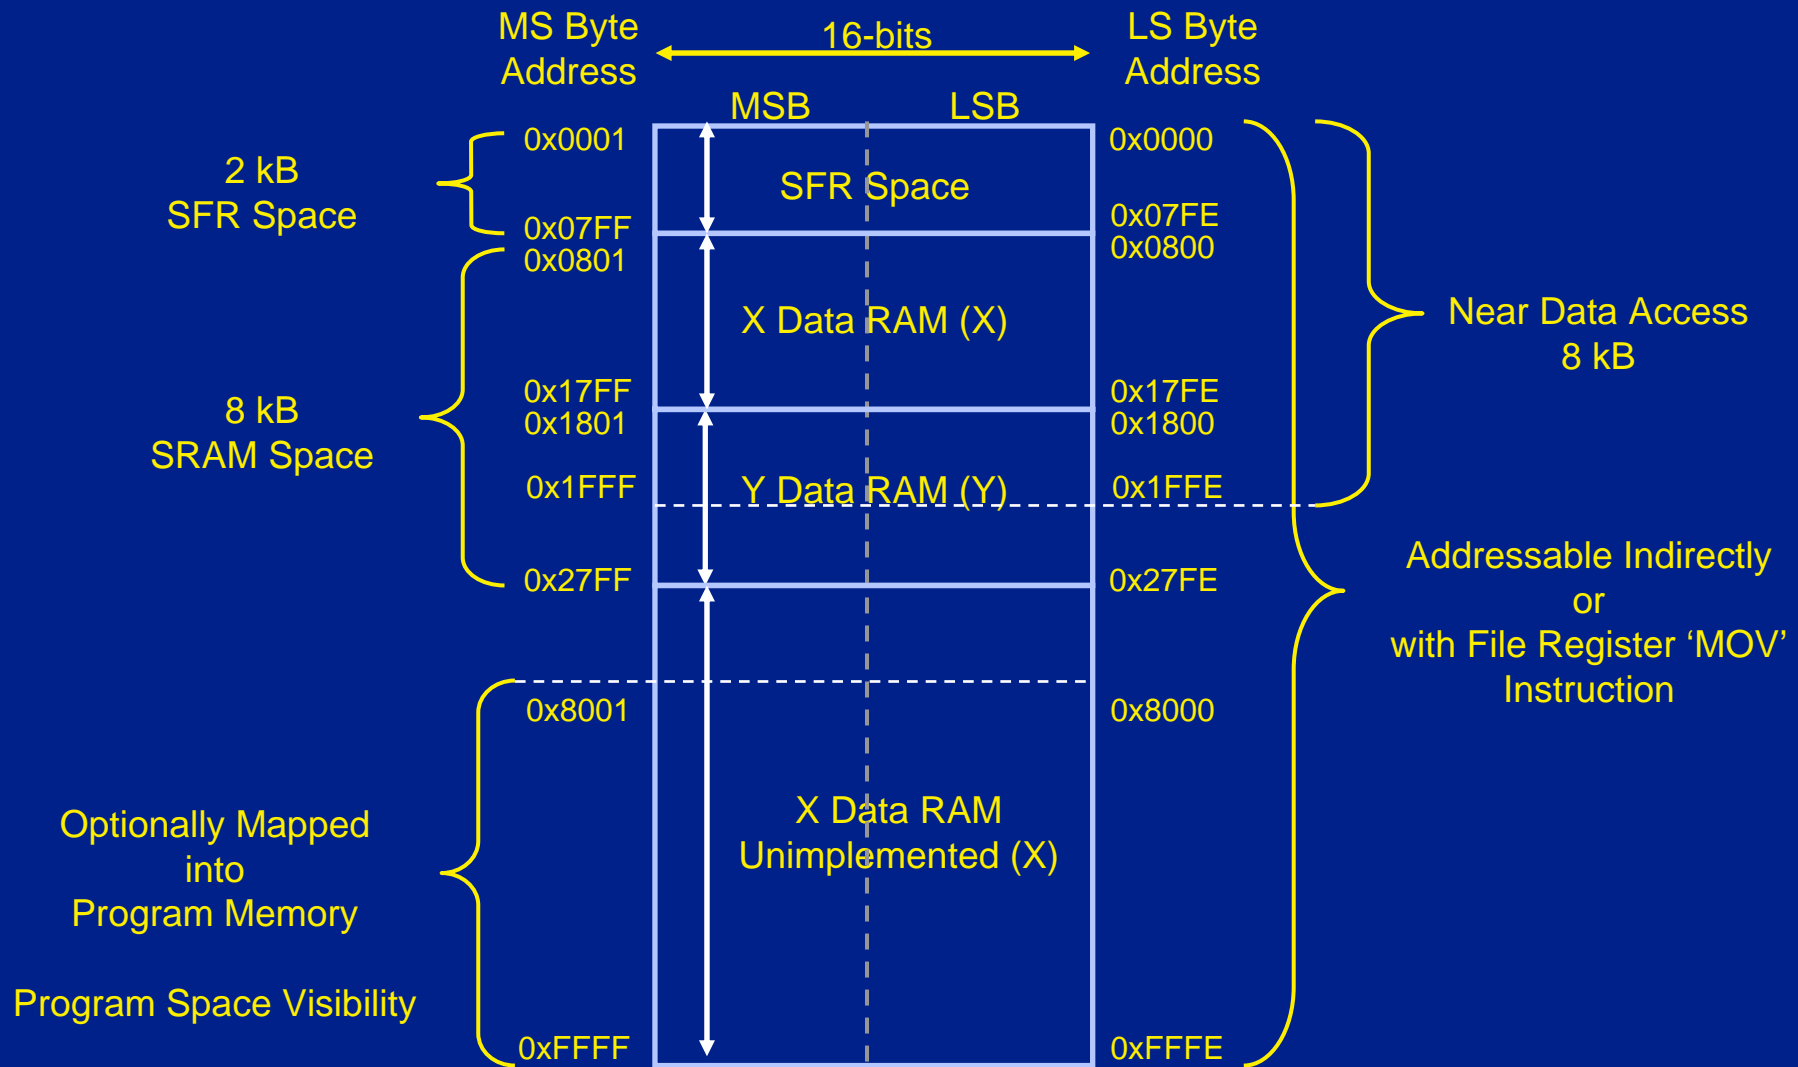 MS Byte
Address
16-bits
LS Byte
Address
MSB
LSB
0x0001
0x0000
2 kB
SFR Space
SFR Space
0x07FF
0x07FE
0x0801
0x0800
X Data RAM (X)
Near Data Access
8 kB
0x17FF
0x17FE
8 kB
SRAM Space
0x1801
0x1800
0x1FFF
Y Data RAM (Y)
0x1FFE
0x27FF
0x27FE
Addressable Indirectly
or
with File Register ‘MOV’
Instruction
0x8001
0x8000
Optionally Mapped
into
Program Memory
Program Space Visibility
X Data RAM
Unimplemented (X)
0xFFFF
0xFFFE